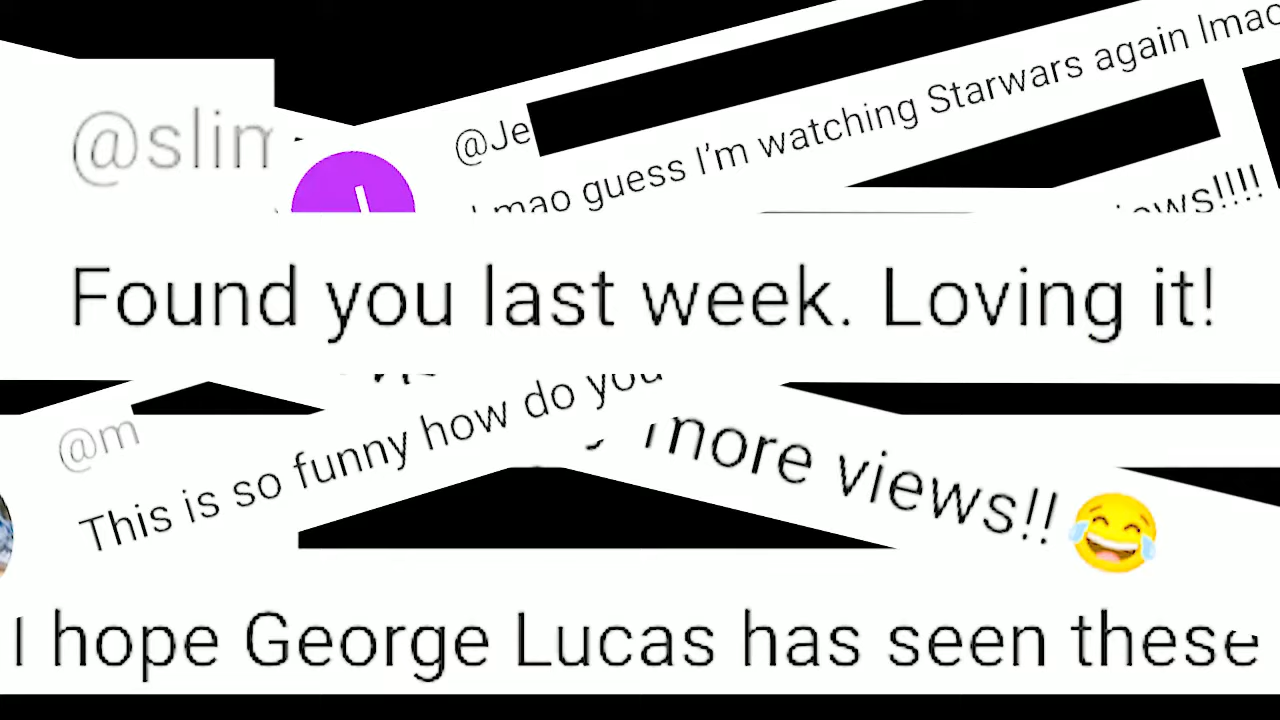 @slim
@Je
Lmao guess I'm watching Starwars again lmao
views!!!!
Found you last week. Loving it!
@m
This is so funny how do you
more views!!😂
I hope George Lucas has seen these